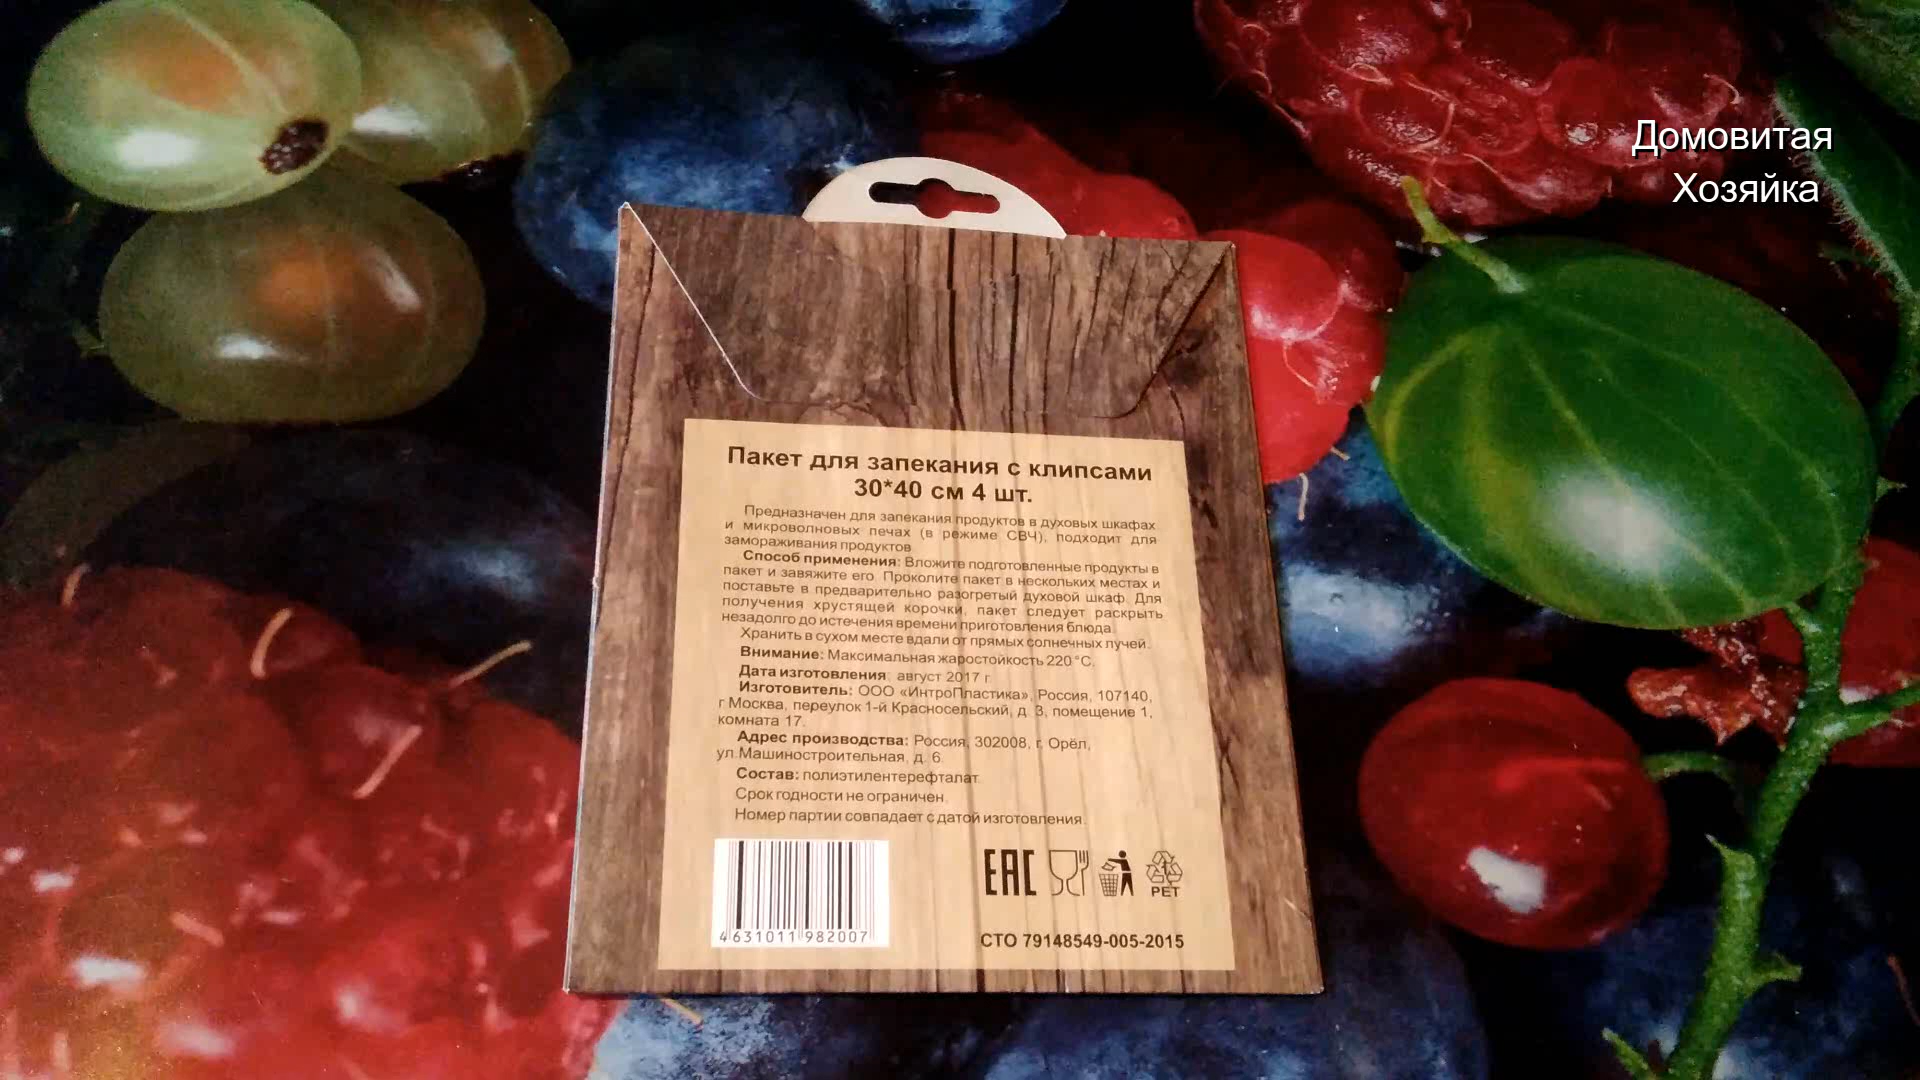 Домовитая
Хозяйка
Пакет для запекания с клипсами
30*40 см 4 шт.
Предназначен для запекания продуктов в духовых шкафах
и микроволновых печах (в режиме СВЧ), подходит для
замораживания продуктов
Способ применения: Вложите подготовленные продукты в
пакет и завяжите его. Проколите пакет в нескольких местах и
поставьте в предварительно разогретый духовой шкаф. Для
получения хрустящей корочки, пакет следует раскрыть
незадолго до истечения времени приготовления блюда.
Хранить в сухом месте вдали от прямых солнечных лучей.
Внимание: Максимальная жаростойкость 220 °С.
Дата изготовления: август 2017 г.
Изготовитель: ООО «ИнтроПластика», Россия, 107140,
г Москва, переулок 1-й Красносельский, д. 3, помещение 1,
комната 17.
Адрес производства: Россия, 302008, г. Орёл,
ул.Машиностроительная, д. 6.
Состав: полиэтилентерефталат.
Срок годности не ограничен.
Номер партии совпадает с датой изготовления.
4 631011 982007
ЕАС
PET
СТО 79148549-005-2015